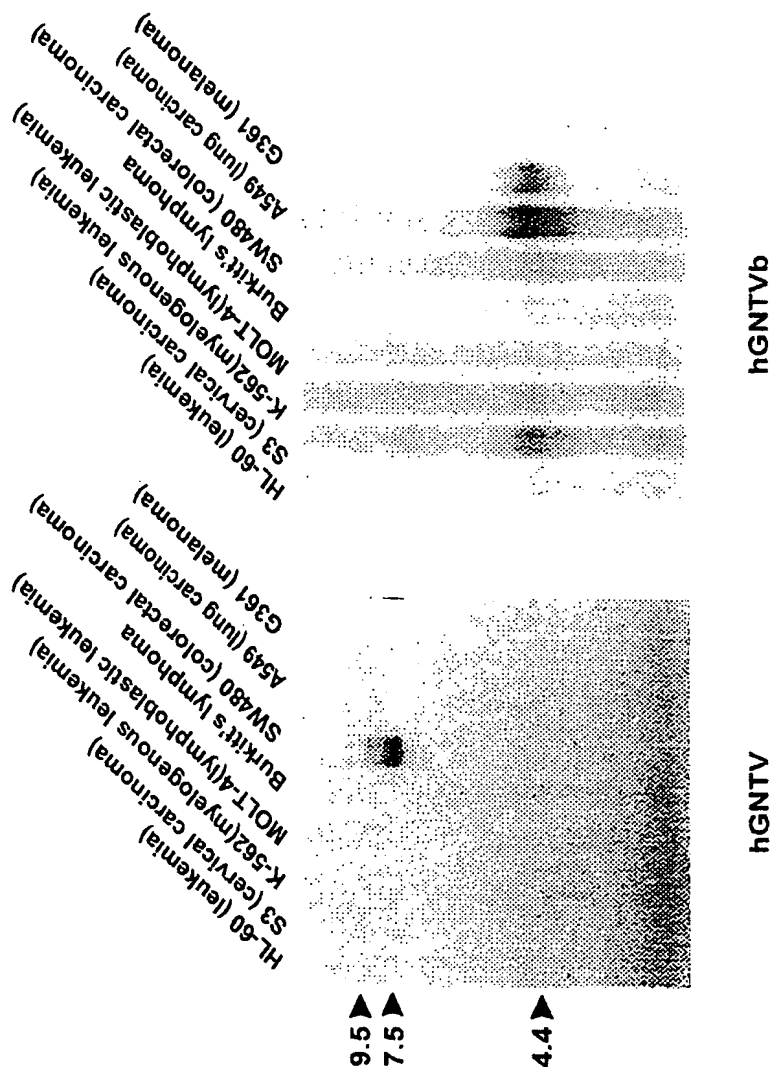 HL-60 (leukemia)
S3 (cervical carcinoma)
K-562(myelogenous leukemia)
MOLT-4(lymphoblastic leukemia)
Burkitt's lymphoma
SW480 (colorectal carcinoma)
A549 (lung carcinoma)
G361 (melanoma)
HL-60 (leukemia)
S3 (cervical carcinoma)
K-562(myelogenous leukemia)
MOLT-4(lymphoblastic leukemia)
Burkitt's lymphoma
SW480 (colorectal carcinoma)
A549 (lung carcinoma)
G361 (melanoma)
9.5
7.5
4.4
hGNTV
hGNTVb